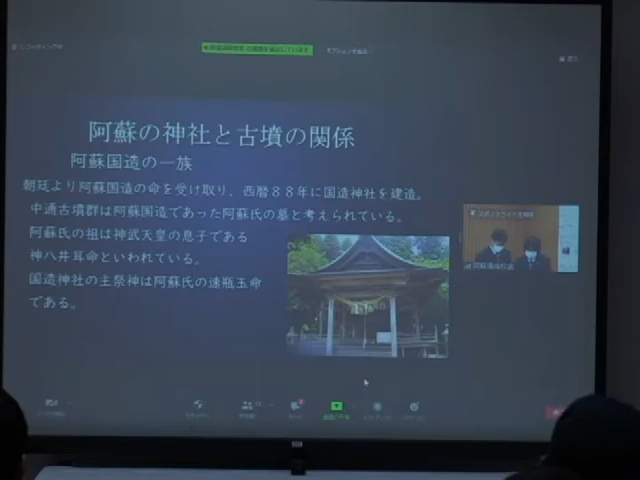 阿蘇の神社と古墳の関係
阿蘇国造の一族
朝廷より阿蘇国造の命を受け取り、西暦８８年に国造神社を建造。
中通古墳群は阿蘇国造であった阿蘇氏の墓と考えられている。
阿蘇氏の祖は神武天皇の息子である
神八井耳命といわれている。
国造神社の主祭神は阿蘇氏の速瓶玉命
である。